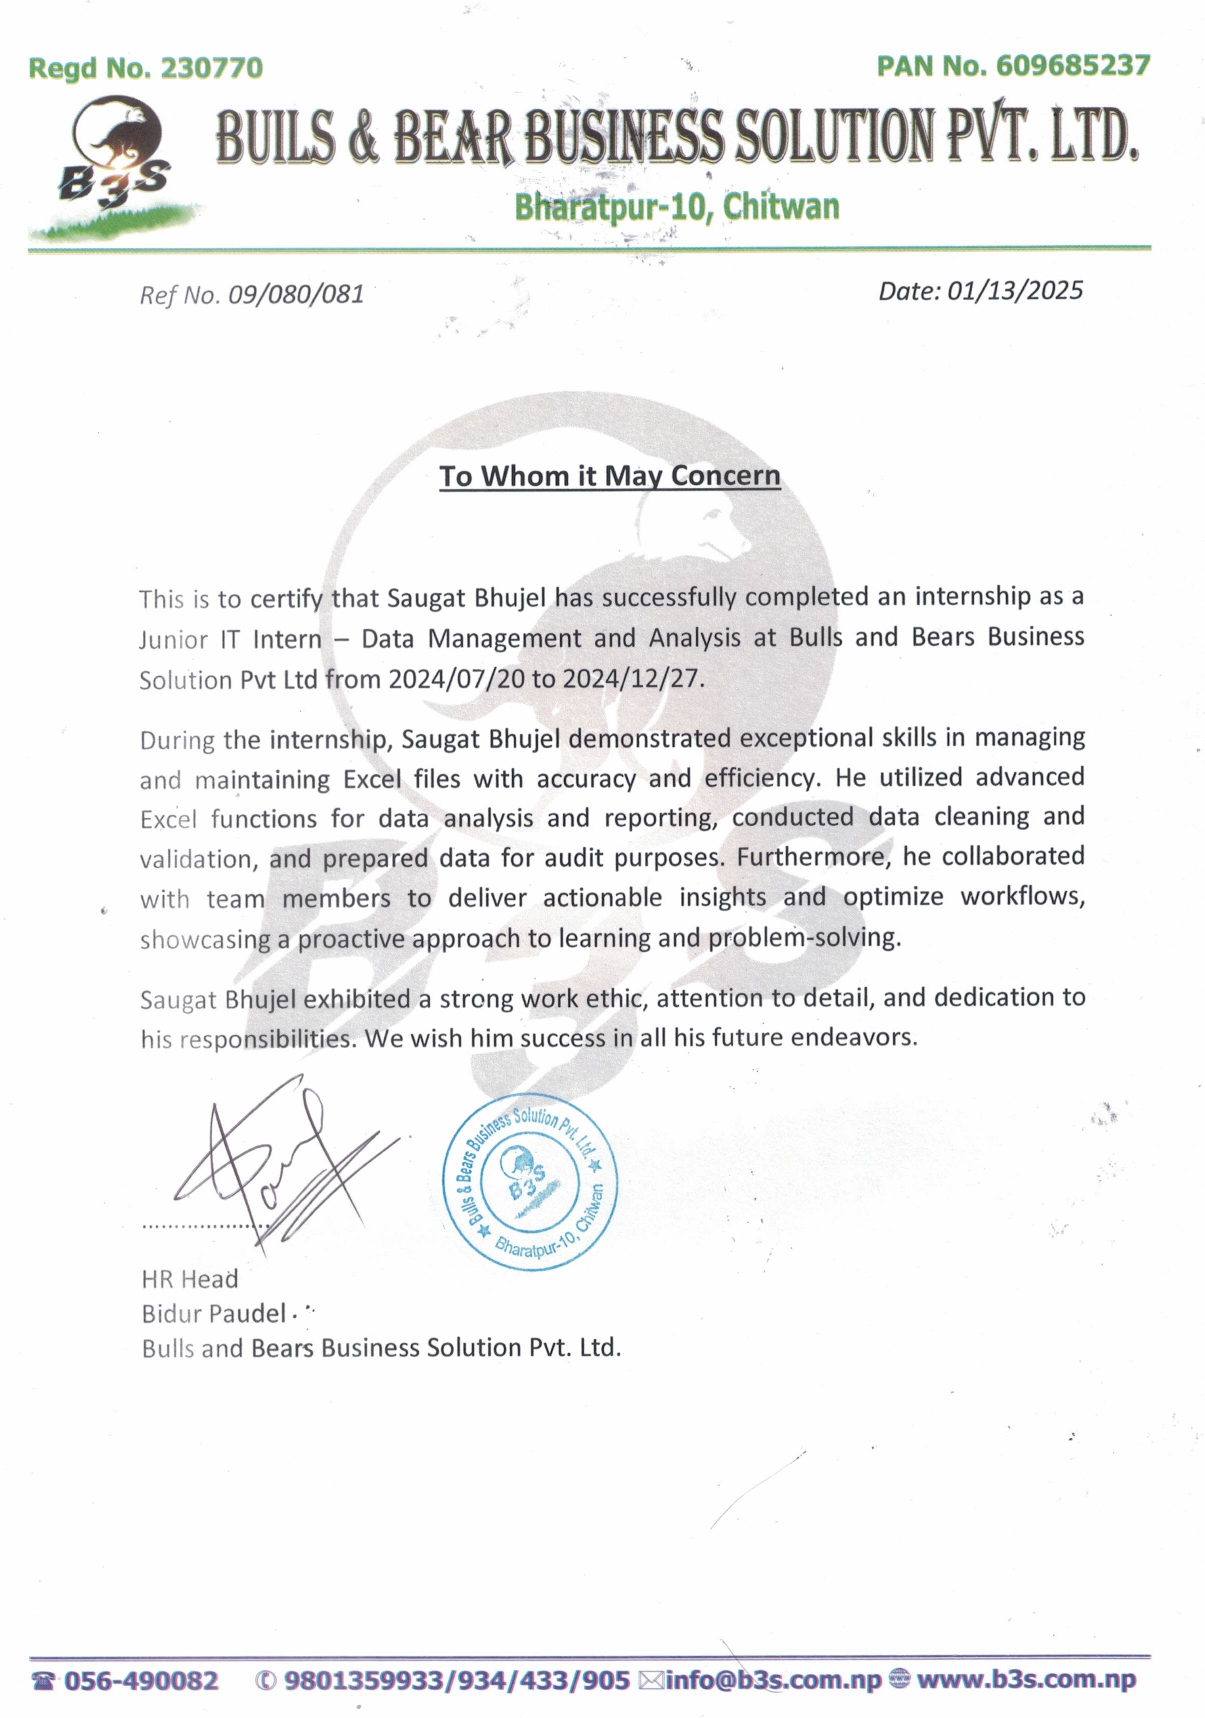 Regd No. 230770
PAN No. 609685237
B3S
BUILS & BEAR BUSINESS SOLUTION PVT. LTD.
Bharatpur-10, Chitwan
Ref No. 09/080/081
Date: 01/13/2025
To Whom it May Concern
This is to certify that Saugat Bhujel has successfully completed an internship as a
Junior IT Intern – Data Management and Analysis at Bulls and Bears Business
Solution Pvt Ltd from 2024/07/20 to 2024/12/27.
During the internship, Saugat Bhujel demonstrated exceptional skills in managing
and maintaining Excel files with accuracy and efficiency. He utilized advanced
Excel functions for data analysis and reporting, conducted data cleaning and
validation, and prepared data for audit purposes. Furthermore, he collaborated
with team members to deliver actionable insights and optimize workflows,
showcasing a proactive approach to learning and problem-solving.
Saugat Bhujel exhibited a strong work ethic, attention to detail, and dedication to
his responsibilities. We wish him success in all his future endeavors.
B3S
Bulls & Bears Business Solution Pvt. Ltd.
B3S
Bharatpur-10, Chitwan
HR Head
Bidur Paudel
Bulls and Bears Business Solution Pvt. Ltd.
056-490082 9801359933/934/433/905 info@b3s.com.np www.b3s.com.np